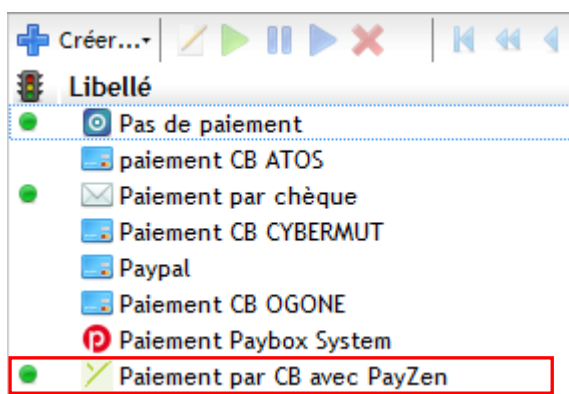 Créer...
Libellé
Pas de paiement
paiement CB ATOS
Paiement par chèque
Paiement CB CYBERMUT
Paypal
Paiement CB OGONE
Paiement Paybox System
Paiement par CB avec PayZen